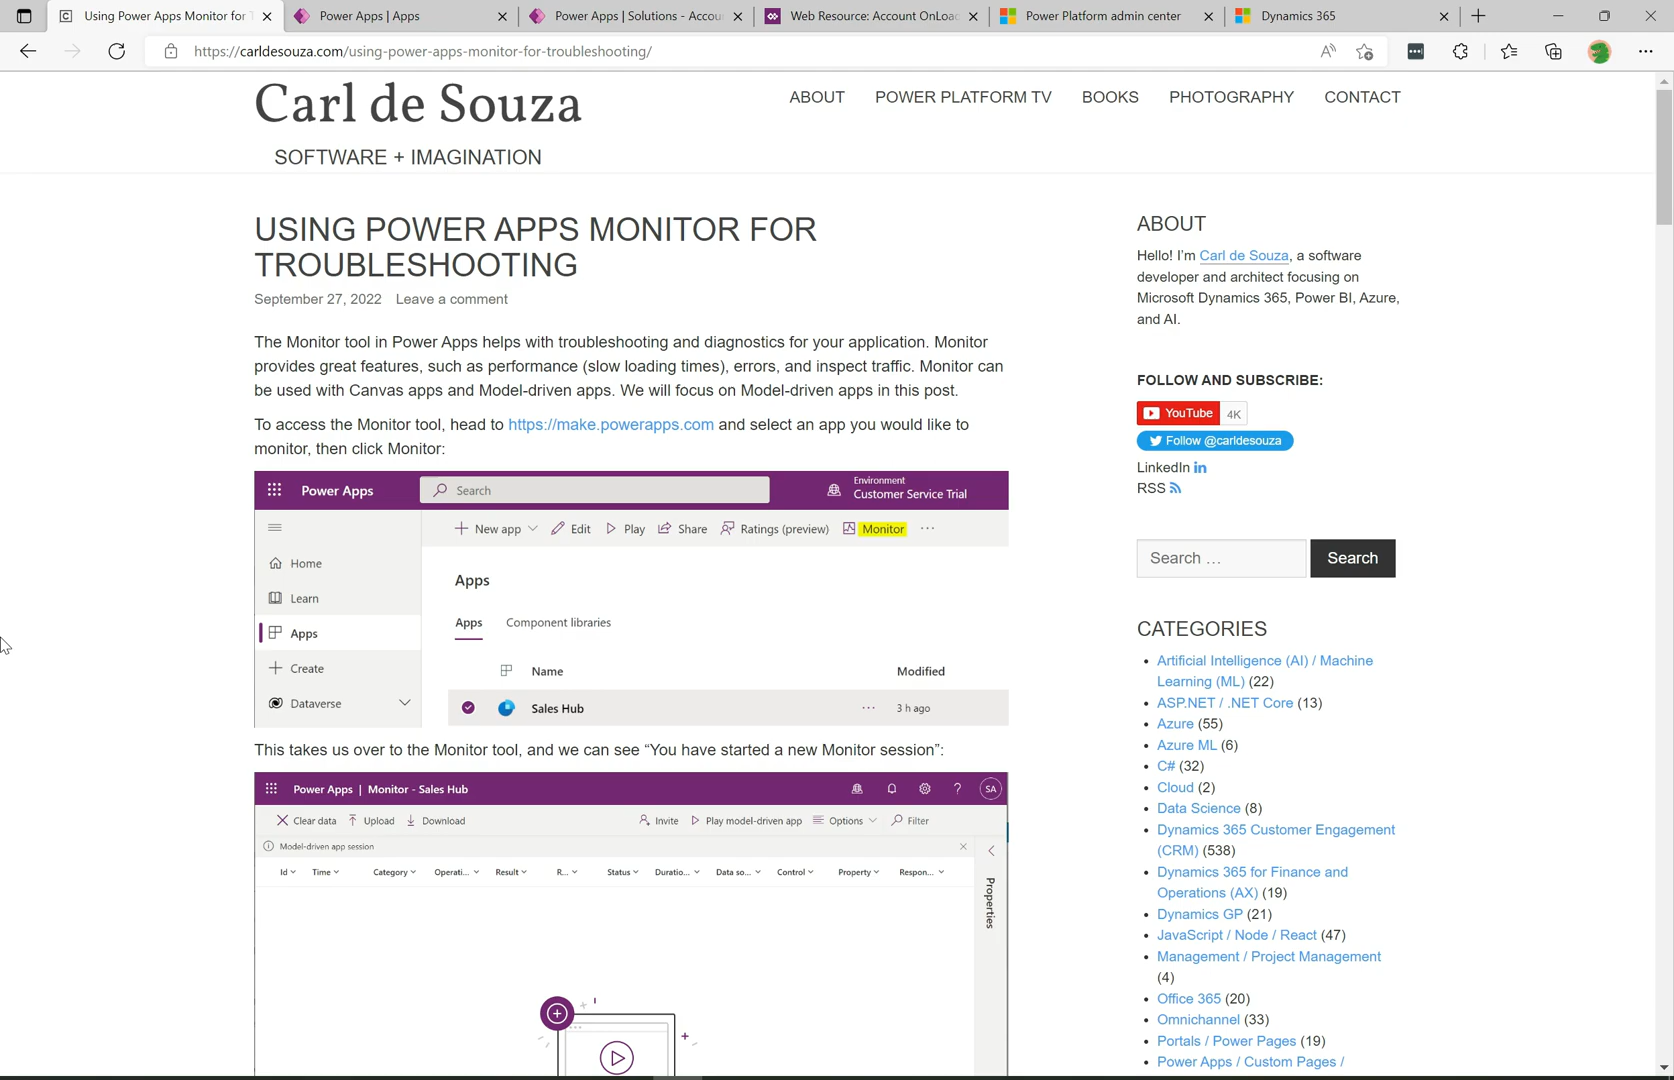 Using Power Apps Monitor for T
Power Apps | Apps
Power Apps | Solutions - Accou
Web Resource: Account OnLoad
Power Platform admin center
Dynamics 365
https://carldesouza.com/using-power-apps-monitor-for-troubleshooting/
Carl de Souza
SOFTWARE + IMAGINATION
ABOUT
POWER PLATFORM TV
BOOKS
PHOTOGRAPHY
CONTACT
USING POWER APPS MONITOR FOR
TROUBLESHOOTING
September 27, 2022 Leave a comment
The Monitor tool in Power Apps helps with troubleshooting and diagnostics for your application. Monitor
provides great features, such as performance (slow loading times), errors, and inspect traffic. Monitor can
be used with Canvas apps and Model-driven apps. We will focus on Model-driven apps in this post.
To access the Monitor tool, head to https://make.powerapps.com and select an app you would like to
monitor, then click Monitor:
Power Apps
Search
Environment
Customer Service Trial
New app
Edit
Play
Share
Ratings (preview)
Monitor
Home
Learn
Apps
Create
Dataverse
Apps
Apps
Component libraries
Name
Modified
Sales Hub
3 h ago
This takes us over to the Monitor tool, and we can see “You have started a new Monitor session”:
Power Apps | Monitor - Sales Hub
SA
Clear data
Upload
Download
Invite
Play model-driven app
Options
Filter
Model-driven app session
Id
Time
Category
Operati...
Result
R...
Status
Duratio...
Data so...
Control
Property
Respon...
Properties
ABOUT
Hello! I’m Carl de Souza, a software
developer and architect focusing on
Microsoft Dynamics 365, Power BI, Azure,
and AI.
FOLLOW AND SUBSCRIBE:
YouTube 4K
Follow @carldesouza
LinkedIn in
RSS
Search …
Search
CATEGORIES
Artificial Intelligence (AI) / Machine
Learning (ML) (22)
ASP.NET / .NET Core (13)
Azure (55)
Azure ML (6)
C# (32)
Cloud (2)
Data Science (8)
Dynamics 365 Customer Engagement
(CRM) (538)
Dynamics 365 for Finance and
Operations (AX) (19)
Dynamics GP (21)
JavaScript / Node / React (47)
Management / Project Management
(4)
Office 365 (20)
Omnichannel (33)
Portals / Power Pages (19)
Power Apps / Custom Pages /